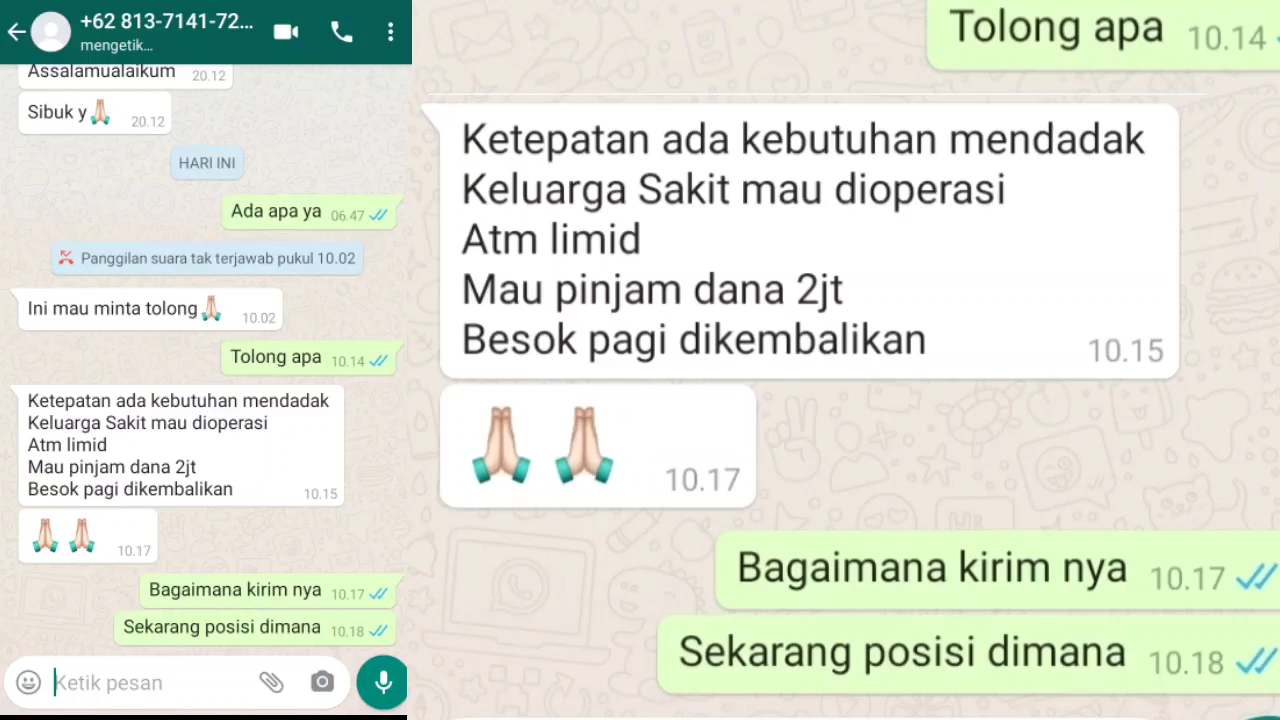 +62 813-7141-72...
mengetik...
Assalamualaikum 20.12
Sibuk y🙏🏻 20.12
HARI INI
Ada apa ya 06.47
Panggilan suara tak terjawab pukul 10.02
Ini mau minta tolong🙏🏻 10.02
Tolong apa 10.14
Ketepatan ada kebutuhan mendadak
Keluarga Sakit mau dioperasi
Atm limid
Mau pinjam dana 2jt
Besok pagi dikembalikan 10.15
🙏🏻 🙏🏻 10.17
Bagaimana kirim nya 10.17
Sekarang posisi dimana 10.18
Ketik pesan
Tolong apa 10.14
Ketepatan ada kebutuhan mendadak
Keluarga Sakit mau dioperasi
Atm limid
Mau pinjam dana 2jt
Besok pagi dikembalikan 10.15
🙏🏻 🙏🏻 10.17
Bagaimana kirim nya 10.17
Sekarang posisi dimana 10.18